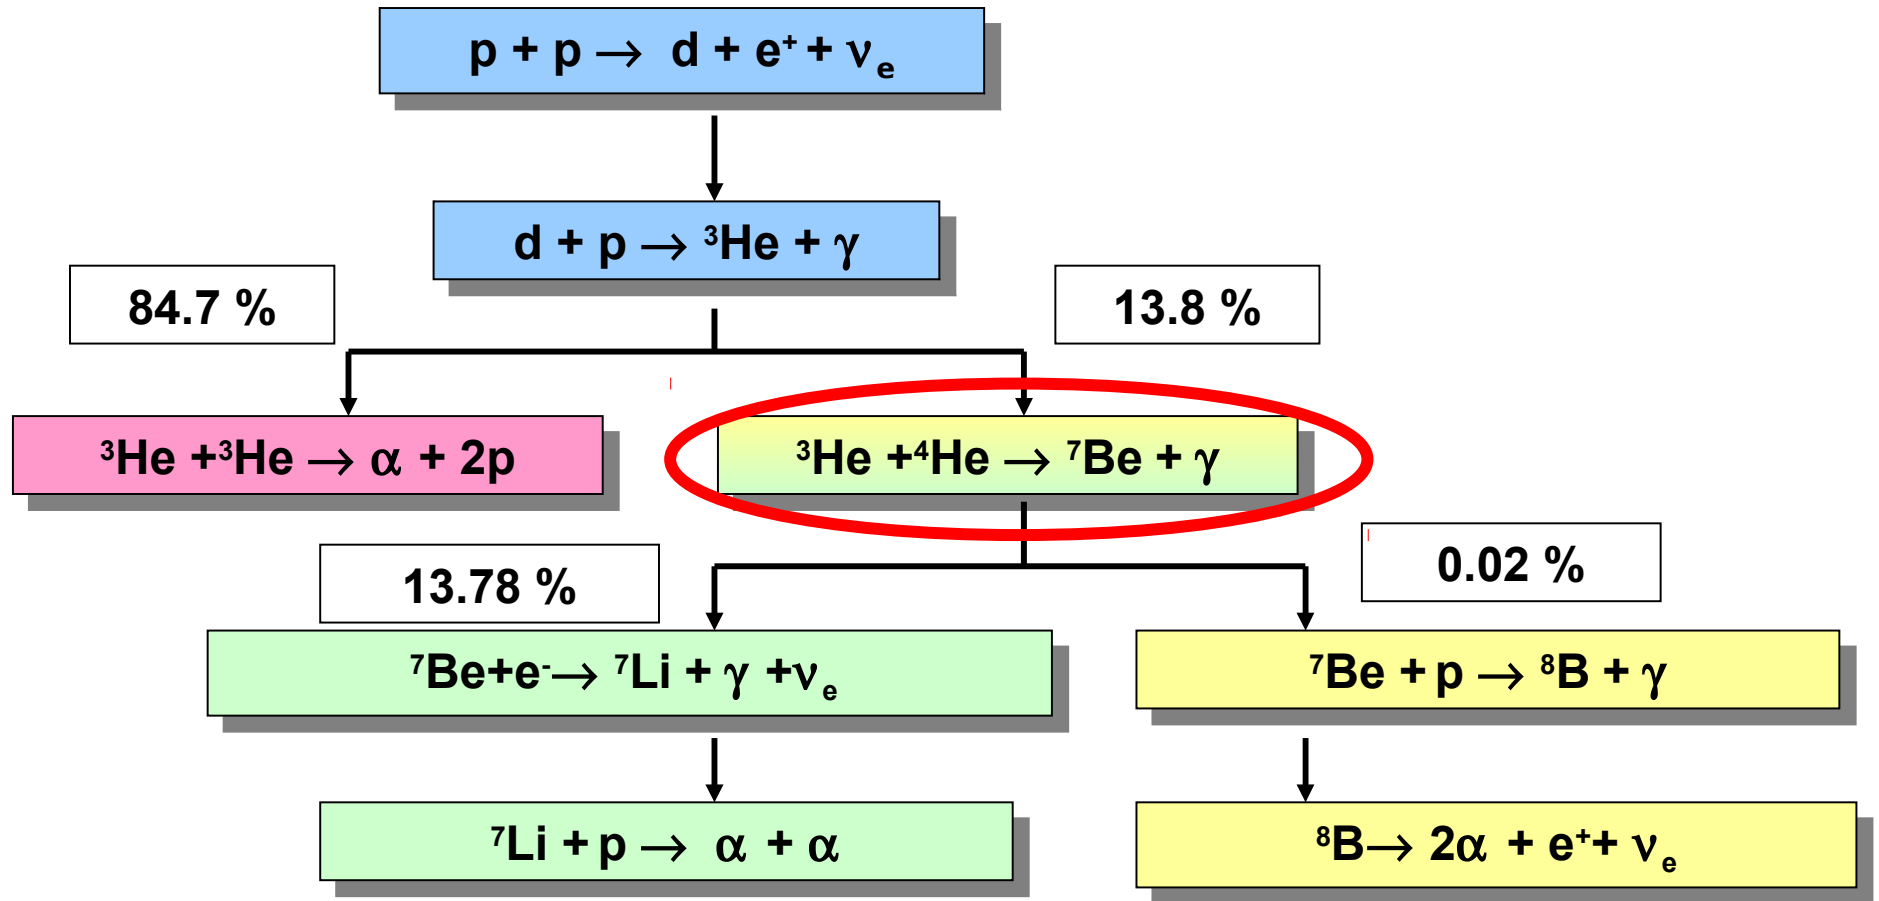 p + p → d + e⁺ + νₑ
d + p → ³He + γ
84.7 %
13.8 %
³He +³He → α + 2p
³He +⁴He → ⁷Be + γ
13.78 %
0.02 %
⁷Be+e⁻→ ⁷Li + γ +νₑ
⁷Be + p → ⁸B + γ
⁷Li + p → α + α
⁸B→ 2α + e⁺+ νₑ